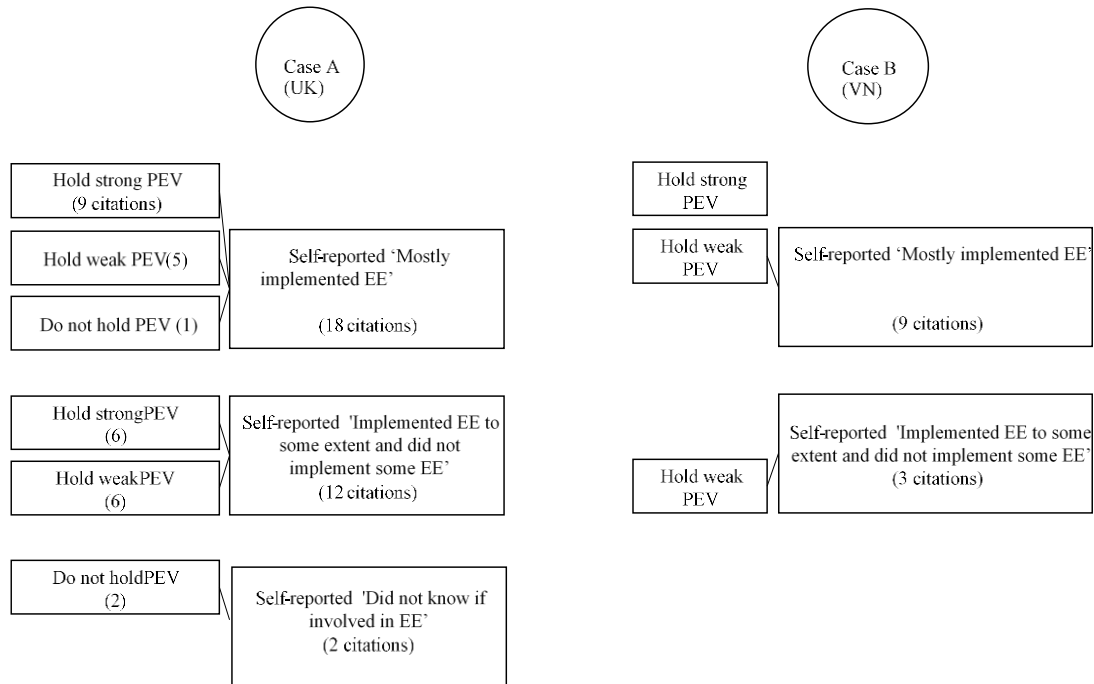 Case A
(UK)
Case B
(VN)
Hold strong PEV
(9 citations)
Hold weak PEV(5)
Do not hold PEV (1)
Self-reported ‘Mostly
implemented EE’
(18 citations)
Hold strongPEV
(6)
Hold weakPEV
(6)
Self-reported 'Implemented EE to
some extent and did not
implement some EE’
(12 citations)
Do not holdPEV
(2)
Self-reported 'Did not know if
involved in EE’
(2 citations)
Hold strong
PEV
Hold weak
PEV
Self-reported ‘Mostly implemented EE’
(9 citations)
Hold weak
PEV
Self-reported 'Implemented EE to some
extent and did not implement some EE’
(3 citations)